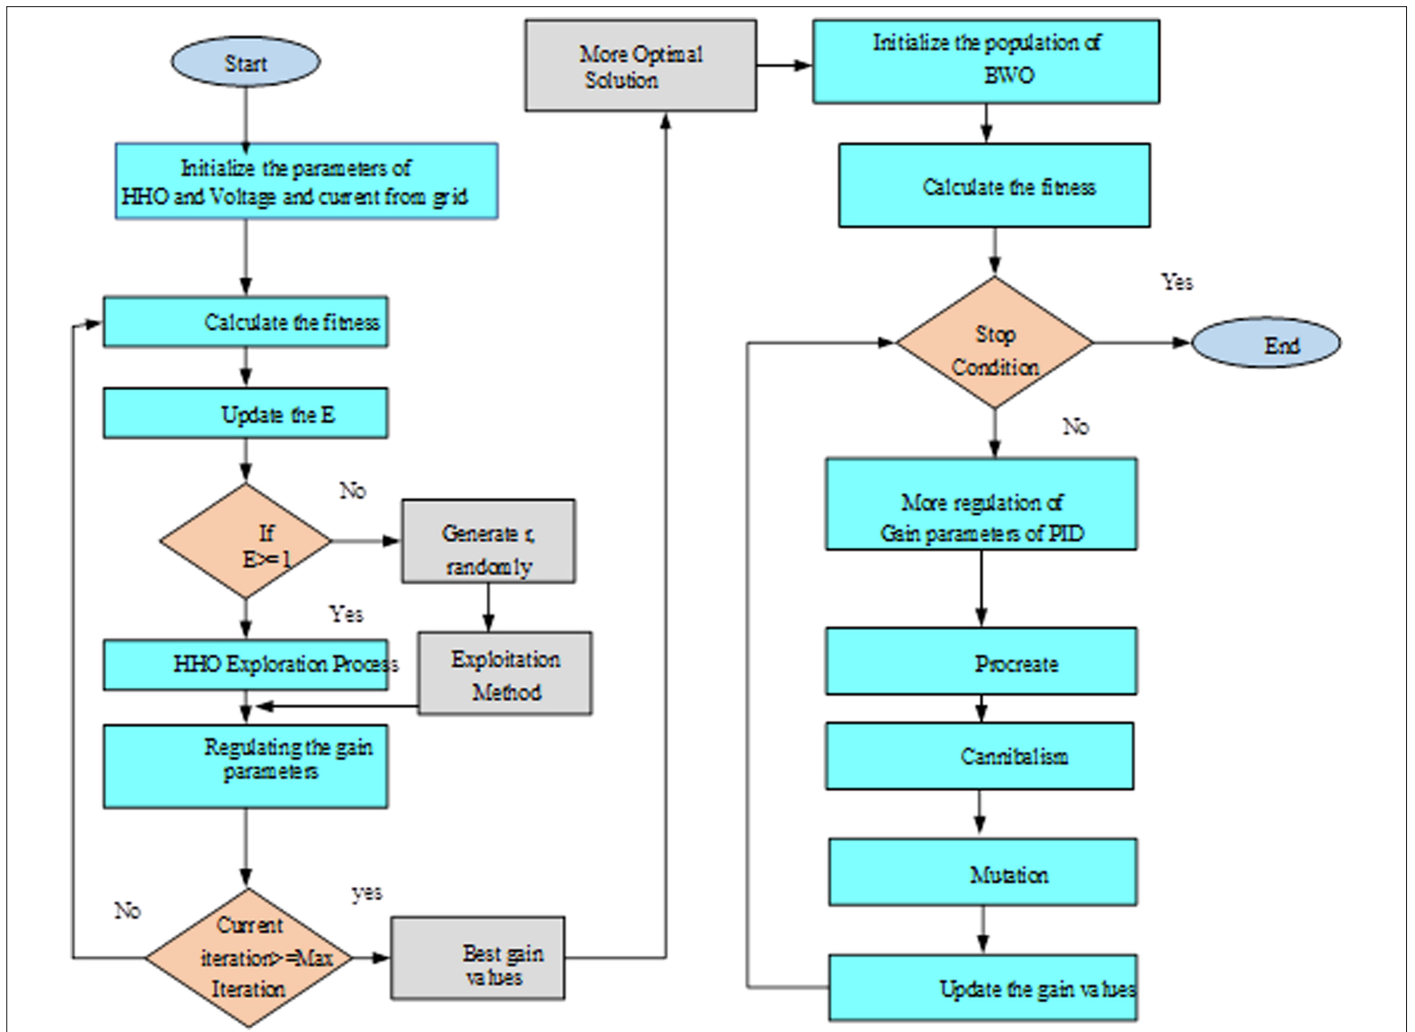 Start
Initialize the parameters of
HHO and Voltage and current from grid
Calculate the fitness
Update the E
If
E>=1
No
Generate r,
randomly
Yes
HHO Exploration Process
Exploitation
Method
Regulating the gain
parameters
Current
iteration>=Max
Iteration
No
yes
Best gain
values
More Optimal
Solution
Initialize the population of
BWO
Calculate the fitness
Stop
Condition
Yes
End
No
More regulation of
Gain parameters of PID
Procreate
Cannibalism
Mutation
Update the gain values